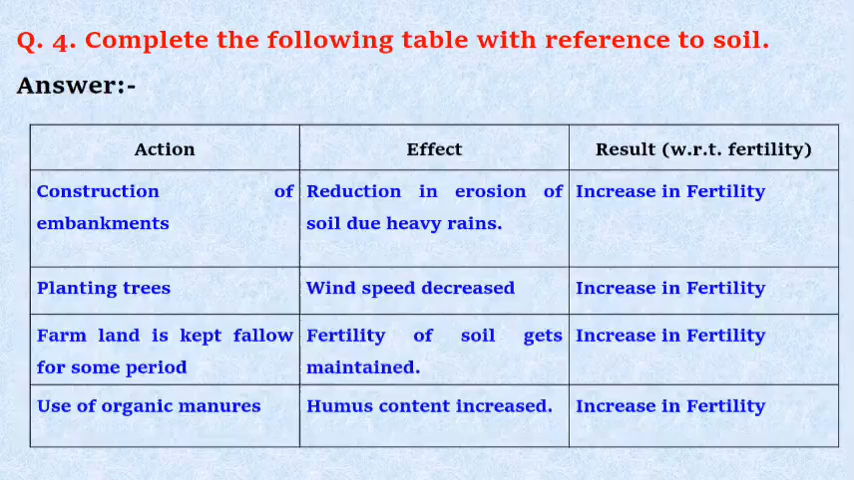 Q. 4. Complete the following table with reference to soil.
Answer:-
Action Effect Result (w.r.t. fertility)
Construction of Reduction in erosion of Increase in Fertility
embankments soil due heavy rains.
Planting trees Wind speed decreased Increase in Fertility
Farm land is kept fallow Fertility of soil gets Increase in Fertility
for some period maintained.
Use of organic manures Humus content increased. Increase in Fertility